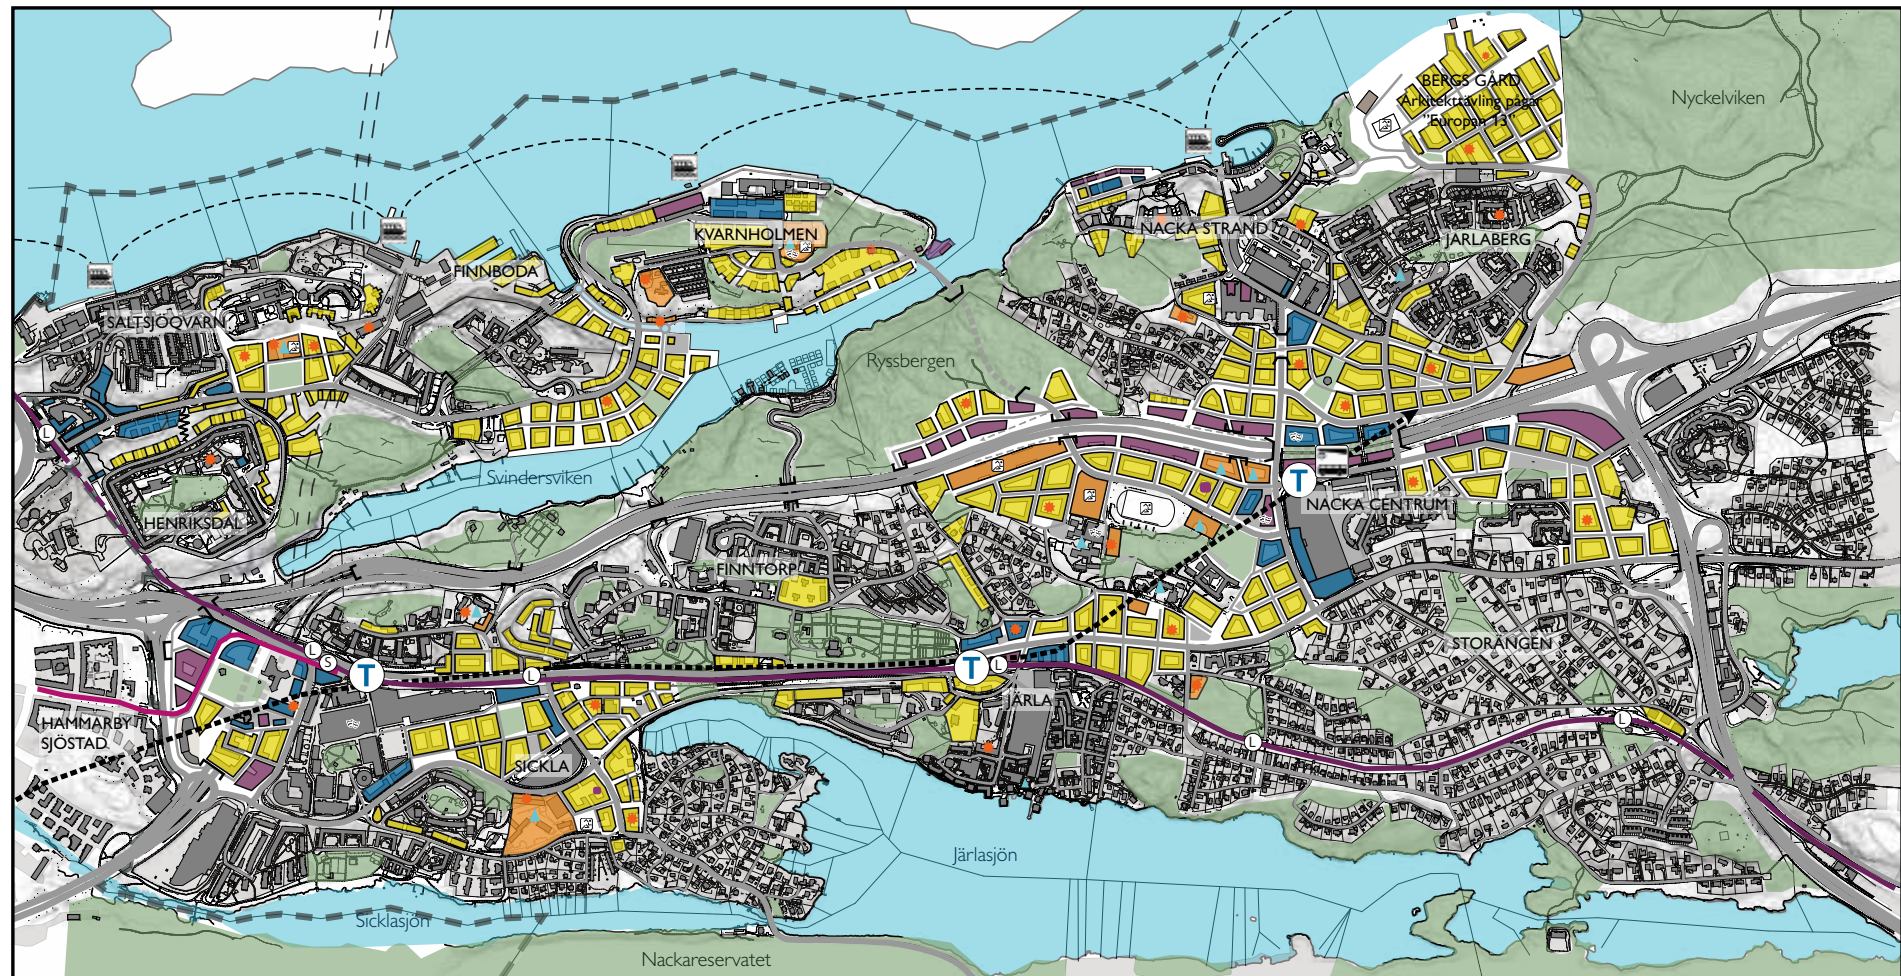 BERGS GÅRD
Arkitekttävling pågår
"Europan 13"
Nyckelviken
KVARNHOLMEN
NACKA STRAND
JARLABERG
FINNBODA
SALTSJÖQVARN
Ryssbergen
L
Svindersviken
T
NACKA CENTRUM
HENRIKSDAL
FINNTORP
STORÄNGEN
L
S
T
L
T
L
JÄRLA
HAMMARBY
SJÖSTAD
L
L
SICKLA
Järlasjön
Sicklasjön
Nackareservatet